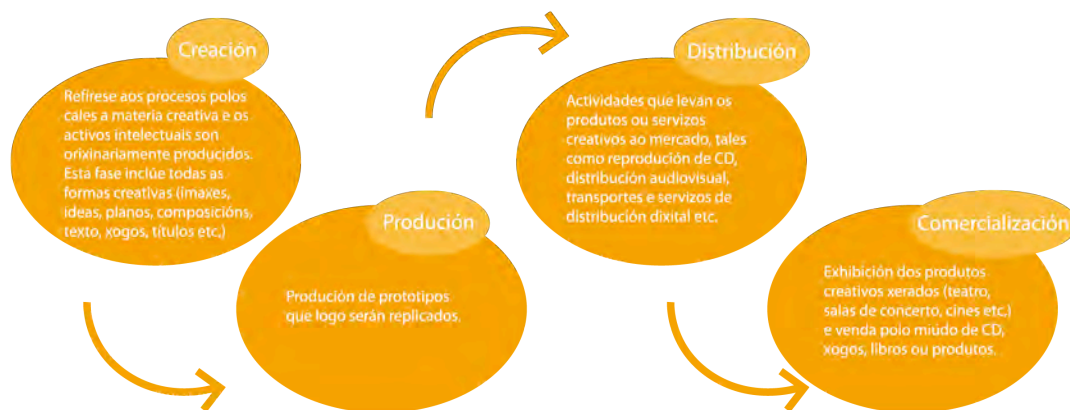 Creación
Refírese aos procesos polos
cales a materia creativa e os
activos intelectuais son
orixinariamente producidos.
Esta fase inclúe todas as
formas creativas (imaxes,
ideas, planos, composicións,
texto, xogos, títulos etc.)
Produción
Produción de prototipos
que logo serán replicados.
Distribución
Actividades que levan os
produtos ou servizos
creativos ao mercado, tales
como reprodución de CD,
distribución audiovisual,
transportes e servizos de
distribución dixital etc.
Comercialización
Exhibición dos produtos
creativos xerados (teatro,
salas de concerto, cines etc.)
e venda polo miúdo de CD,
xogos, libros ou produtos.